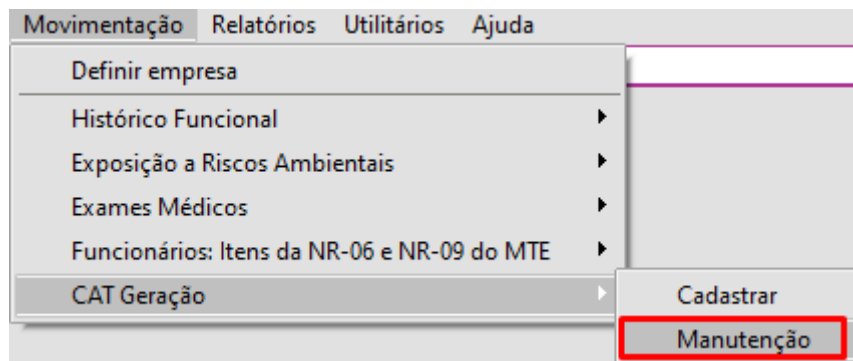 Movimentação Relatórios Utilitários Ajuda
Definir empresa
Histórico Funcional
Exposição a Riscos Ambientais
Exames Médicos
Funcionários: Itens da NR-06 e NR-09 do MTE
CAT Geração
Cadastrar
Manutenção